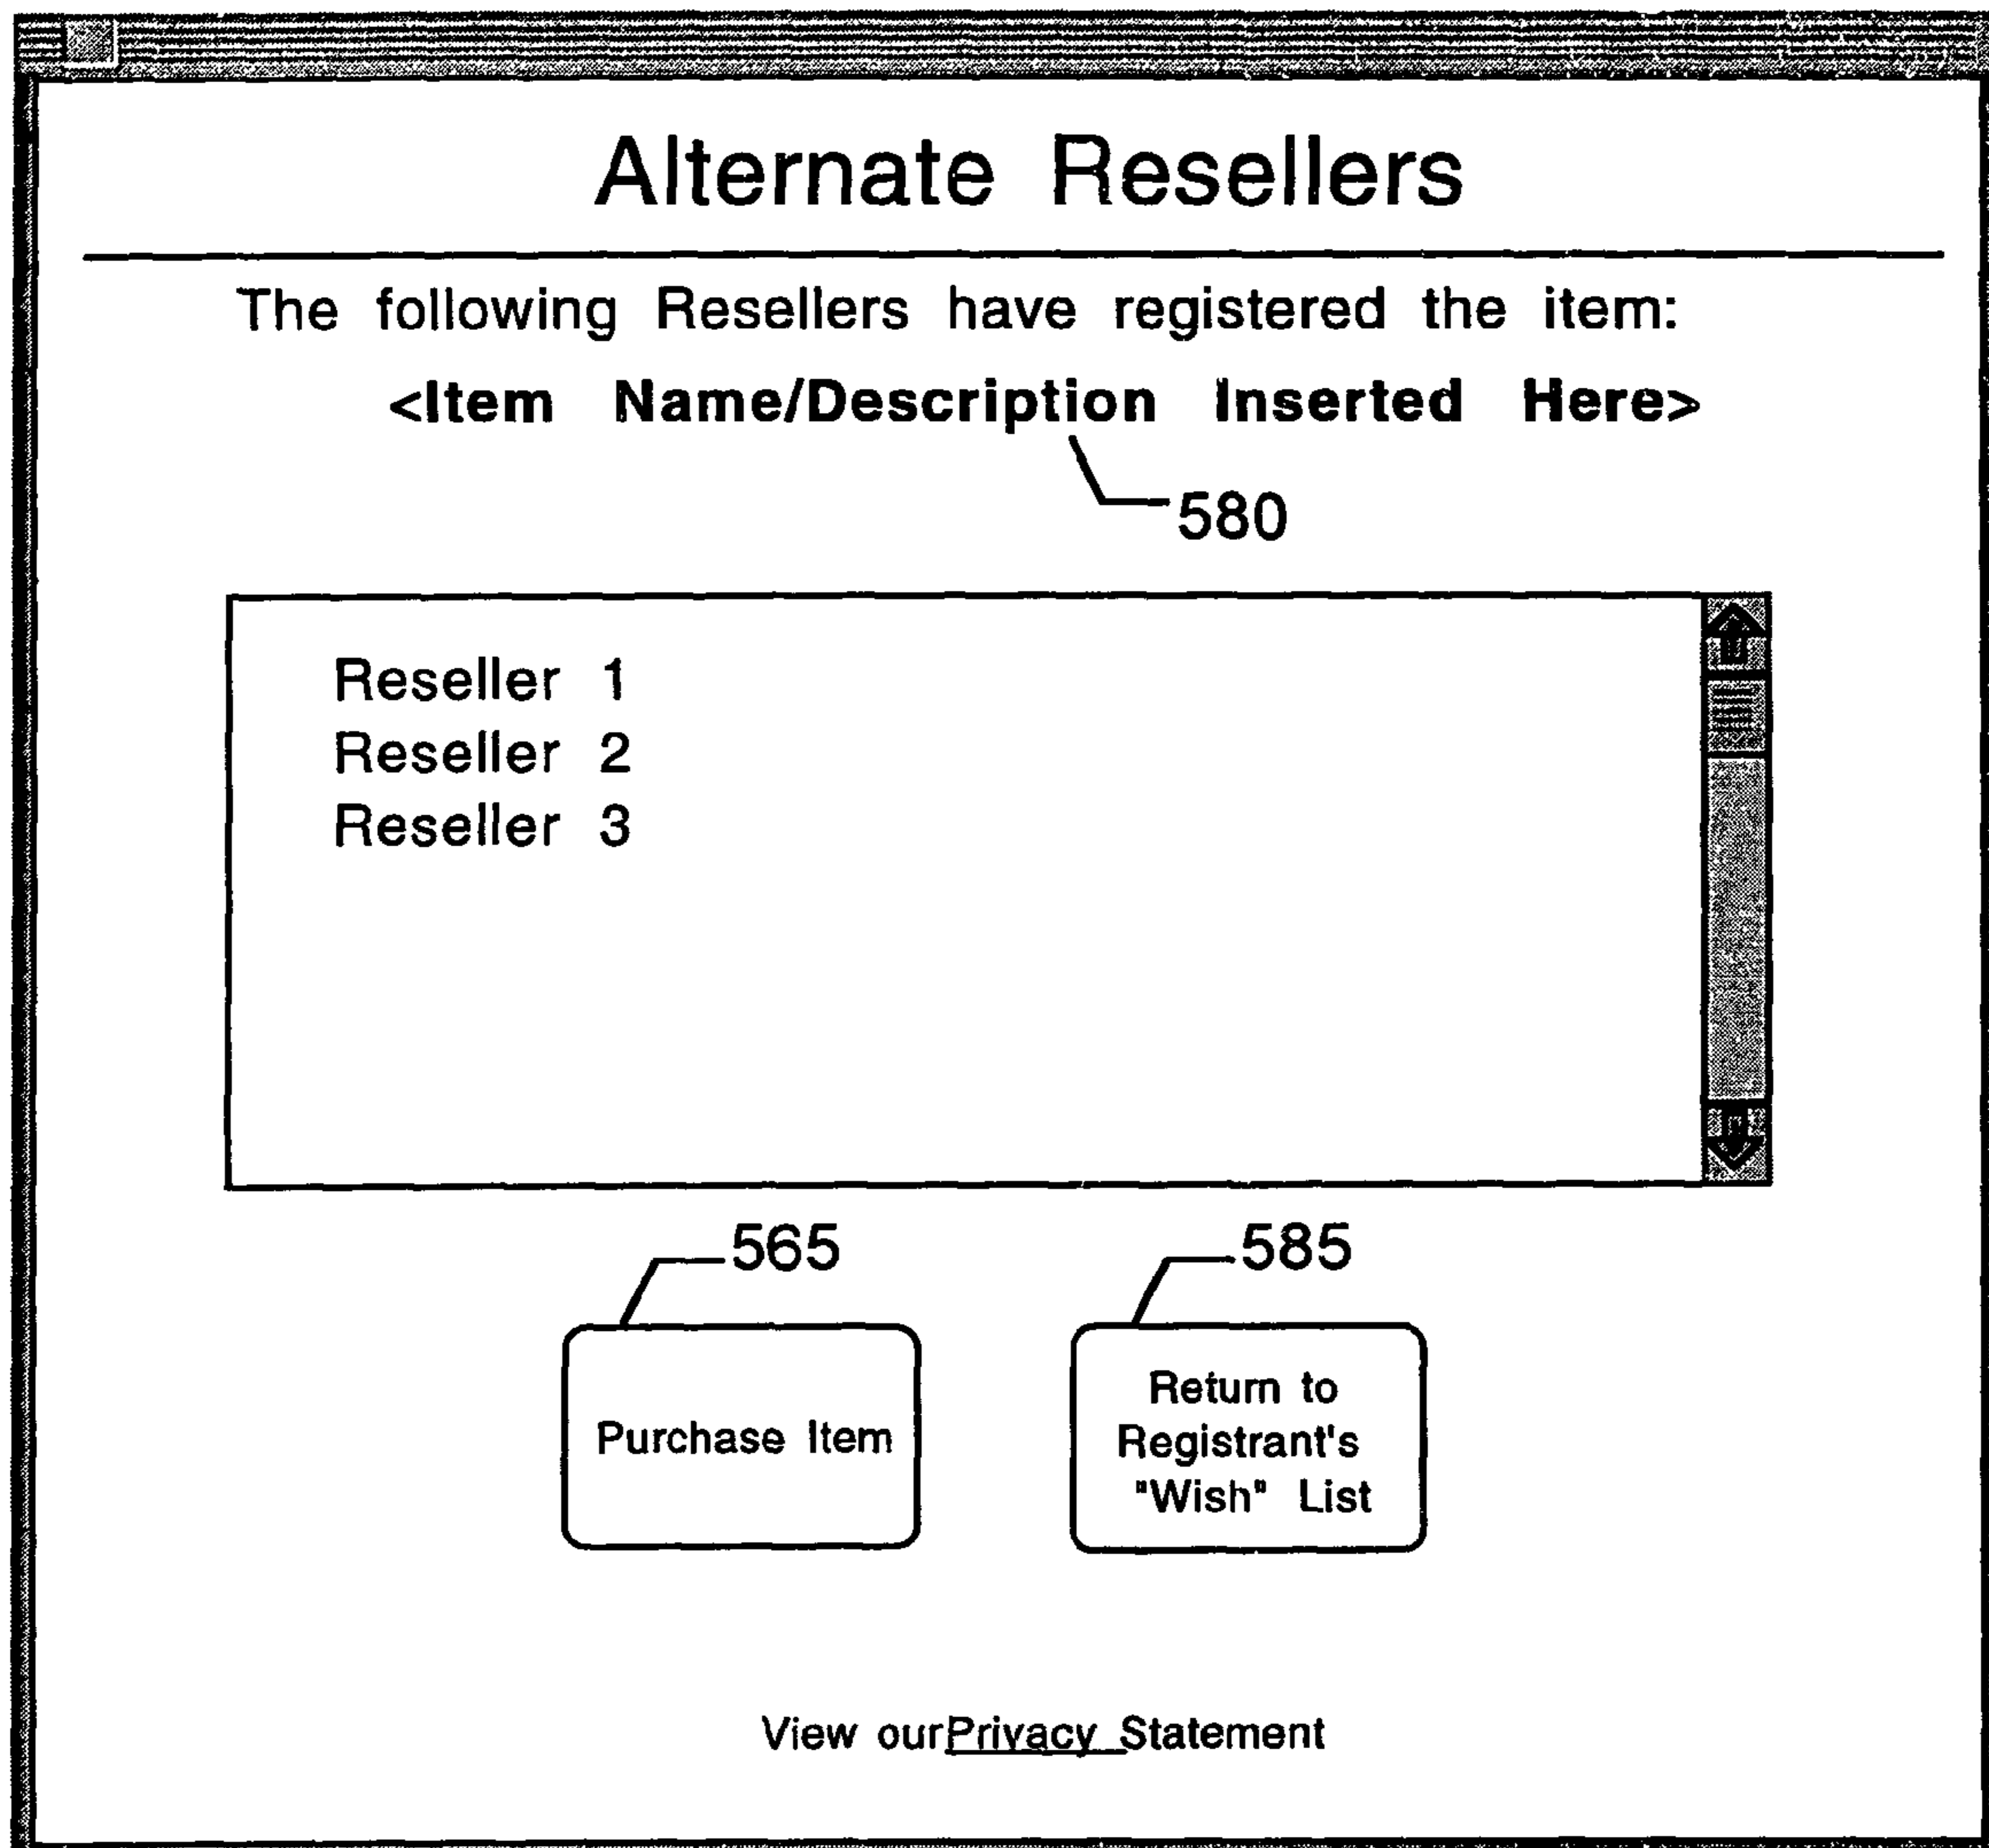 Alternate Resellers
The following Resellers have registered the item:
<Item Name/Description Inserted Here>
580
Reseller 1
Reseller 2
Reseller 3
565
585
Purchase Item
Return to
Registrant's
"Wish" List
View our Privacy Statement